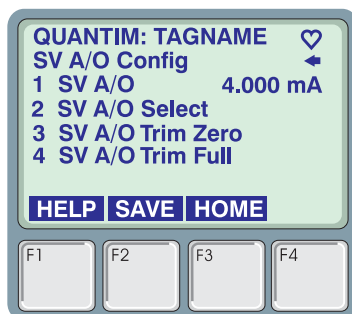 QUANTIM: TAGNAME
SV A/O Config
1 SV A/O 4.000 mA
2 SV A/O Select
3 SV A/O Trim Zero
4 SV A/O Trim Full
HELP SAVE HOME
F1 F2 F3 F4